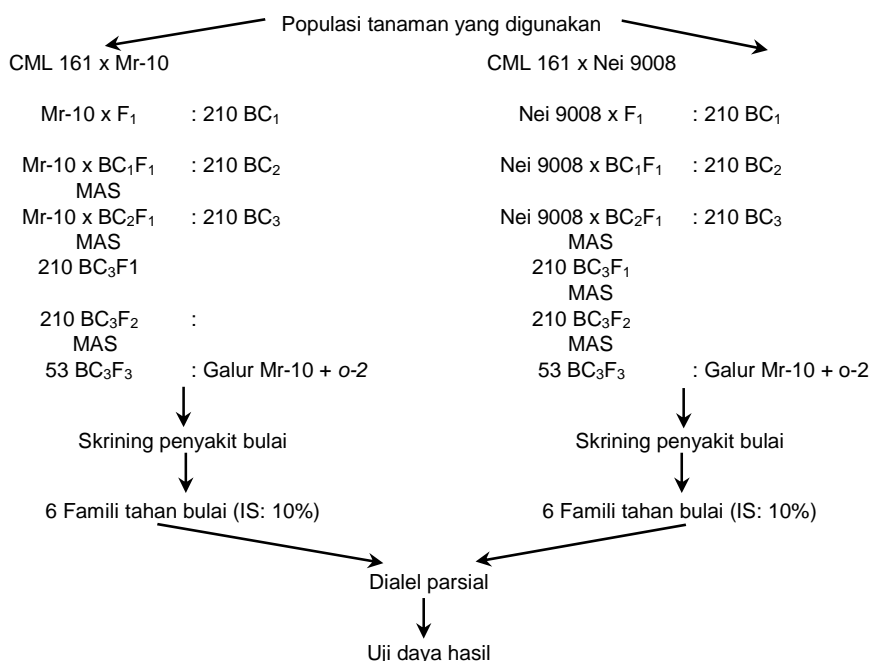 Populasi tanaman yang digunakan
CML 161 x Mr-10
Mr-10 x F₁ : 210 BC₁
Mr-10 x BC₁F₁ : 210 BC₂
MAS
Mr-10 x BC₂F₁ : 210 BC₃
MAS
210 BC₃F1
210 BC₃F₂ :
MAS
53 BC₃F₃ : Galur Mr-10 + o-2
Skrining penyakit bulai
6 Famili tahan bulai (IS: 10%)
CML 161 x Nei 9008
Nei 9008 x F₁ : 210 BC₁
Nei 9008 x BC₁F₁ : 210 BC₂
Nei 9008 x BC₂F₁ : 210 BC₃
MAS
210 BC₃F₁
MAS
210 BC₃F₂
MAS
53 BC₃F₃ : Galur Mr-10 + o-2
Skrining penyakit bulai
6 Famili tahan bulai (IS: 10%)
Dialel parsial
Uji daya hasil